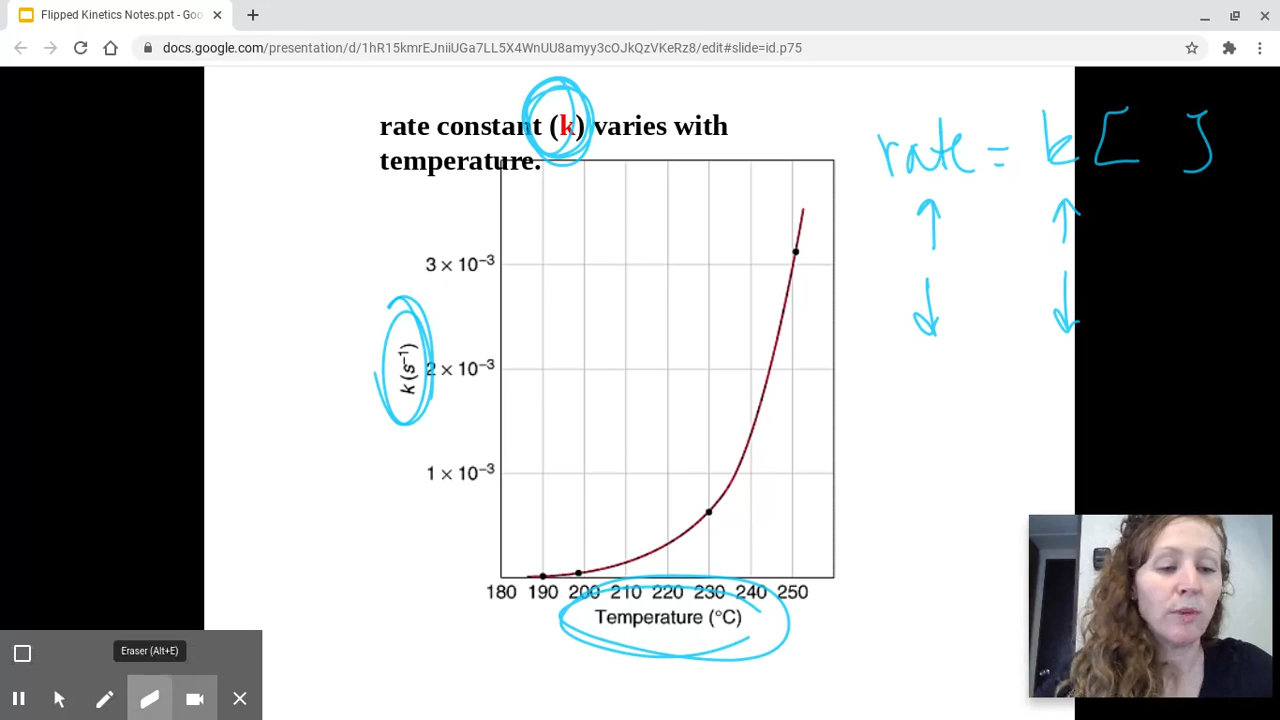 Flipped Kinetics Notes.ppt - Goo
docs.google.com/presentation/d/1hR15kmrEJniiUGa7LL5X4WnUU8amyy3cOJkQzVKeRz8/edit#slide=id.p75
rate constant (k) varies with
temperature.
rate = k [ ]
3 × 10⁻³
2 × 10⁻³
1 × 10⁻³
k (s⁻¹)
180 190 200 210 220 230 240 250
Temperature (°C)
Eraser (Alt+E)